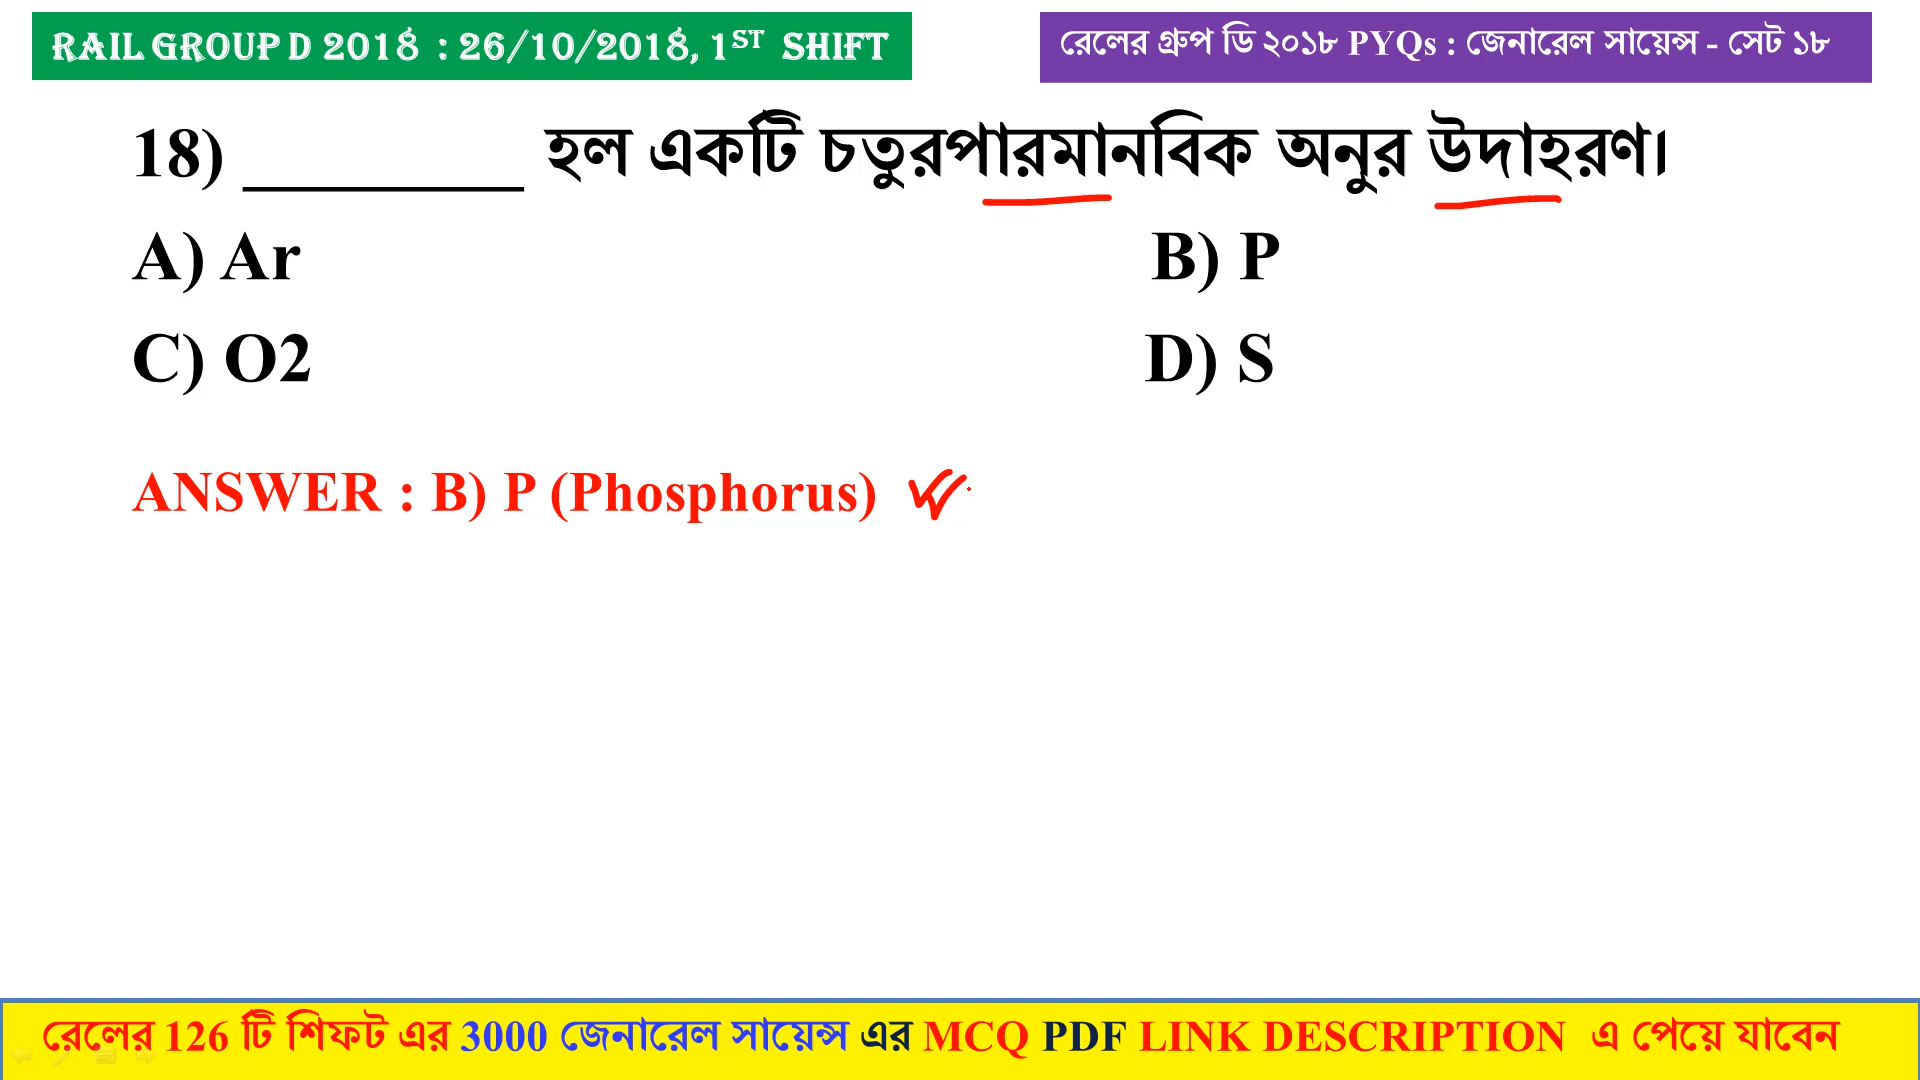 RAIL GROUP D 2018 : 26/10/2018, 1ST SHIFT
রেলের গ্রুপ ডি ২০১৮ PYQs : জেনারেল সায়েন্স - সেট ১৮
18) ________ হল একটি চতুরপারমানবিক অনুর উদাহরণ।
A) Ar B) P
C) O2 D) S
ANSWER : B) P (Phosphorus)
রেলের 126 টি শিফট এর 3000 জেনারেল সায়েন্স এর MCQ PDF LINK DESCRIPTION এ পেয়ে যাবেন